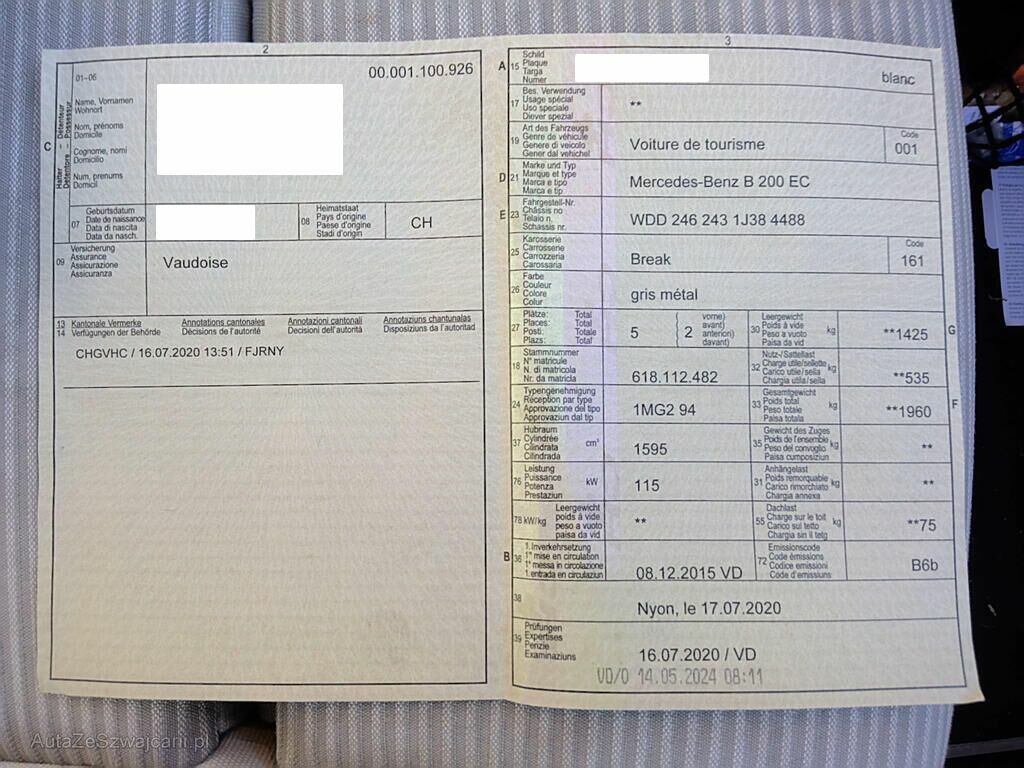 2
01-06
00.001.100.926
C
Halter – Détenteur
Detentore – Possessur
Name, Vornamen
Wohnort
Nom, prénoms
Domicile
Cognome, nomi
Domicilio
Num, prenums
Domicil
07
Geburtsdatum
Date de naissance
Data di nascita
Data da nasch.
08
Heimatstaat
Pays d'origine
Paese d'origine
Stadi d'origin
CH
09
Versicherung
Assurance
Assicurazione
Assicuranza
Vaudoise
13 Kantonale Vermerke Annotations cantonales Annotazioni cantonali Annotaziuns chantunalas
14 Verfügungen der Behörde Décisions de l'autorité Decisioni dell'autorità Disposiziuns da l'autoritad
CHGVHC / 16.07.2020 13:51 / FJRNY
3
A 15
Schild
Plaque
Targa
Numer
blanc
17
Bes. Verwendung
Usage spécial
Uso speciale
Diever spezial
**
19
Art des Fahrzeugs
Genre de véhicule
Genere di veicolo
Gener dal vehichel
Voiture de tourisme
Code
001
D 21
Marke und Typ
Marque et type
Marca e tipo
Marca e tip
Mercedes-Benz B 200 EC
E 23
Fahrgestell-Nr.
Châssis no
Telaio n.
Schassis nr.
WDD 246 243 1J38 4488
25
Karosserie
Carrosserie
Carrozzeria
Carossaria
Break
Code
161
26
Farbe
Couleur
Colore
Colur
gris métal
27
Plätze: Total
Places: Total
Posti: Totale
Plazs: Total
5
2
vorne)
avant)
anteriori)
davant)
30
Leergewicht
Poids à vide
Peso a vuoto
Paisa da vid
kg
**1425
G
18
Stammnummer
N° matricule
N. di matricola
Nr. da matricla
618.112.482
32
Nutz-/Sattellast
Charge utile/sellette
Carico utile/sella
Chargia utila/sella
kg
**535
24
Typengenehmigung
Réception par type
Approvazione del tipo
Approvaziun dal tip
1MG2 94
33
Gesamtgewicht
Poids total
Peso totale
Paisa totala
kg
**1960
F
37
Hubraum
Cylindrée
Cilindrata
Cilindrada
cm³
1595
35
Gewicht des Zuges
Poids de l'ensemble
Peso del convoglio
Paisa cumposiziun
kg
**
76
Leistung
Puissance
Potenza
Prestaziun
kW
115
31
Anhängelast
Poids remorquable
Carico rimorchiato
Chargia annexa
kg
**
78 kW/kg
Leergewicht
poids à vide
peso a vuoto
paisa da vid
**
55
Dachlast
Charge sur le toit
Carico sul tetto
Chargia sin il tetg
kg
**75
B 36
1. Inverkehrsetzung
1re mise en circulation
1a messa in circolazione
1. entrada en circulaziun
08.12.2015 VD
72
Emissionscode
Code émissions
Codice emissioni
Code d'emissiuns
B6b
38
Nyon, le 17.07.2020
39
Prüfungen
Expertises
Perizie
Examinaziuns
16.07.2020 / VD
VD/O 14.05.2024 08:11
AutaZeSzwajcarii.pl